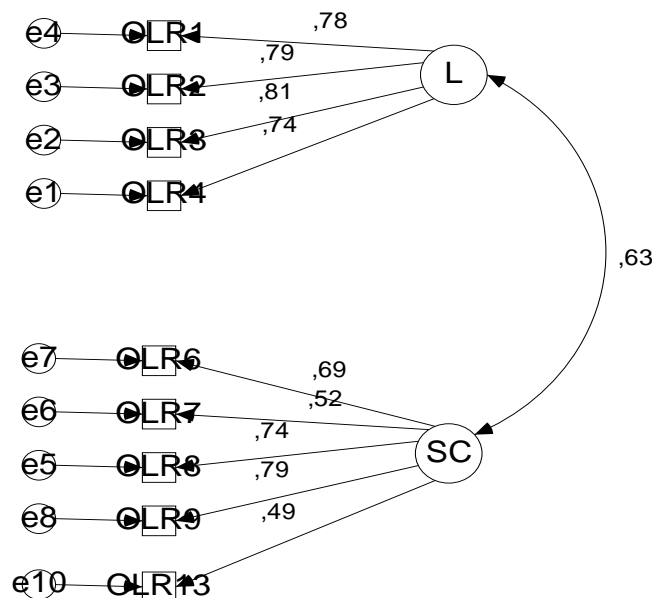 e4 OLR1 ,78
e3 OLR2 ,79 L
e2 OLR3 ,81
e1 OLR4 ,74
,63
e7 OLR6 ,69
e6 OLR7 ,52
e5 OLR8 ,74 SC
e8 OLR9 ,79
e10 OLR13 ,49